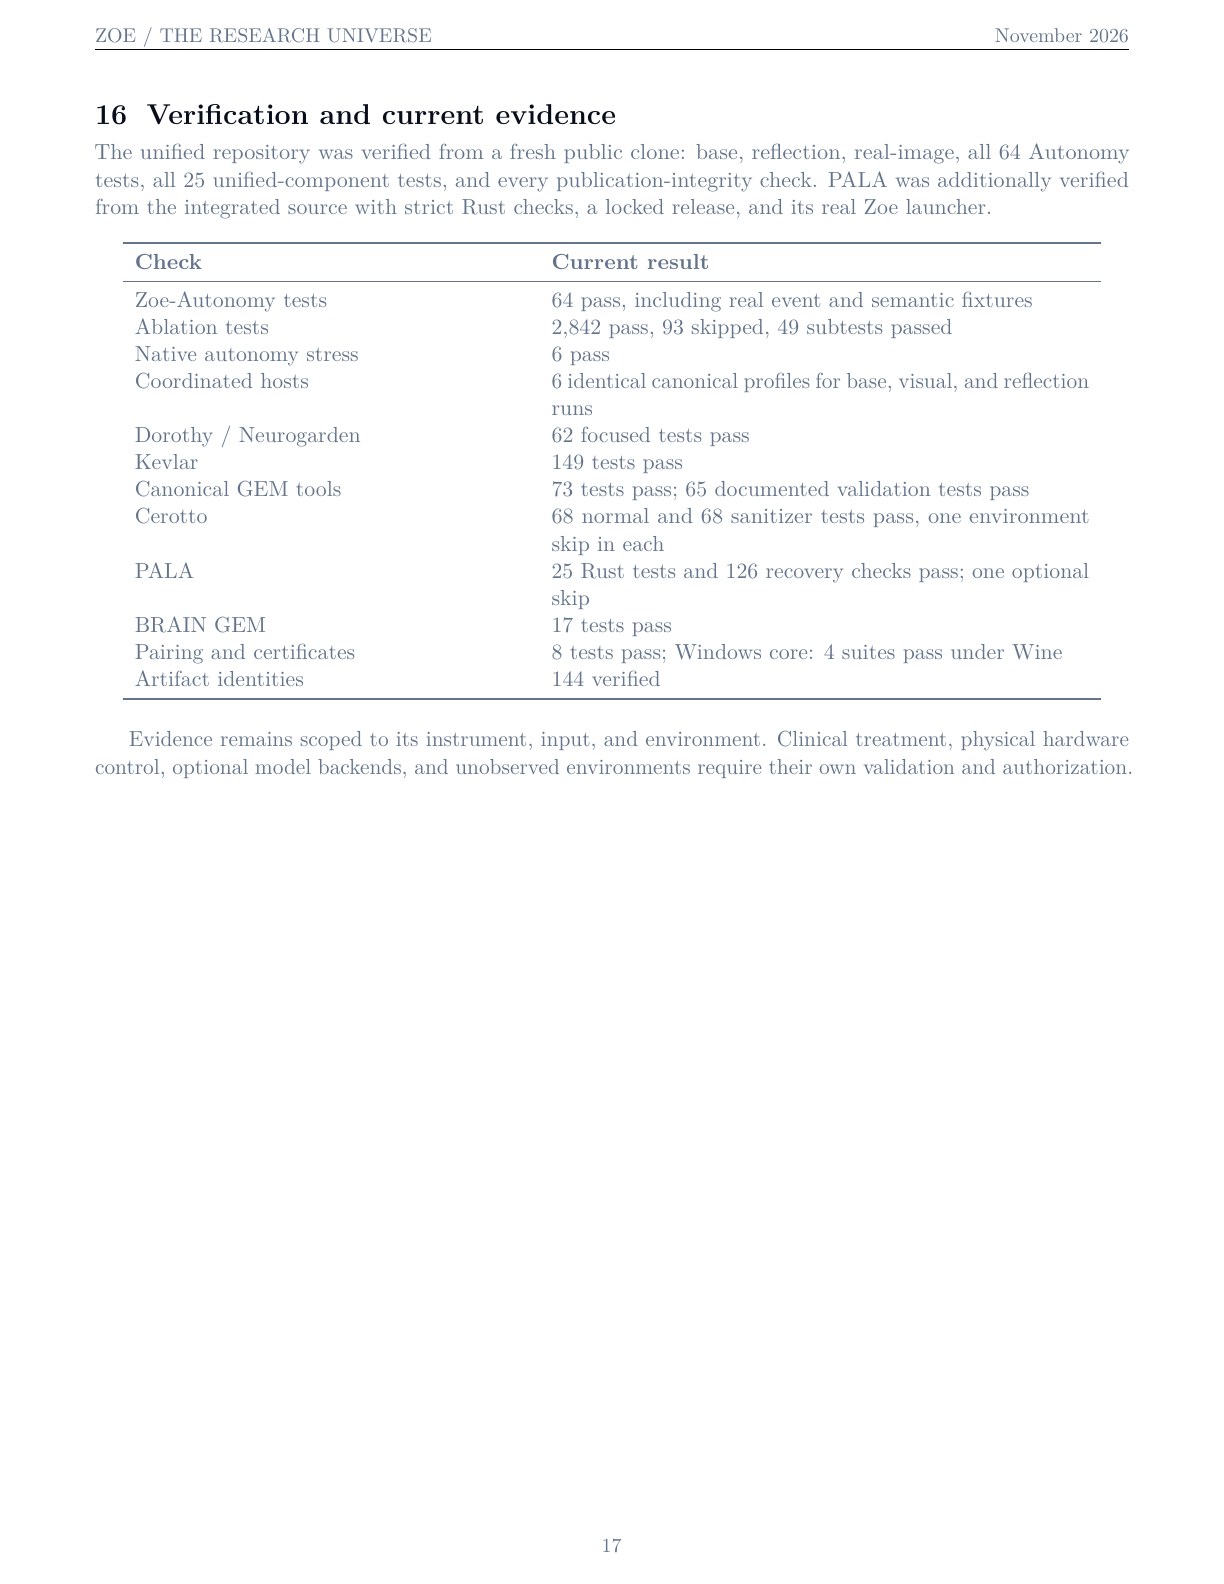 ZOE / THE RESEARCH UNIVERSE November 2026
16 Verification and current evidence
The unified repository was verified from a fresh public clone: base, reflection, real-image, all 64 Autonomy
tests, all 25 unified-component tests, and every publication-integrity check. PALA was additionally verified
from the integrated source with strict Rust checks, a locked release, and its real Zoe launcher.
Check Current result
Zoe-Autonomy tests 64 pass, including real event and semantic fixtures
Ablation tests 2,842 pass, 93 skipped, 49 subtests passed
Native autonomy stress 6 pass
Coordinated hosts 6 identical canonical profiles for base, visual, and reflection
runs
Dorothy / Neurogarden 62 focused tests pass
Kevlar 149 tests pass
Canonical GEM tools 73 tests pass; 65 documented validation tests pass
Cerotto 68 normal and 68 sanitizer tests pass, one environment
skip in each
PALA 25 Rust tests and 126 recovery checks pass; one optional
skip
BRAIN GEM 17 tests pass
Pairing and certificates 8 tests pass; Windows core: 4 suites pass under Wine
Artifact identities 144 verified
Evidence remains scoped to its instrument, input, and environment. Clinical treatment, physical hardware
control, optional model backends, and unobserved environments require their own validation and authorization.
17